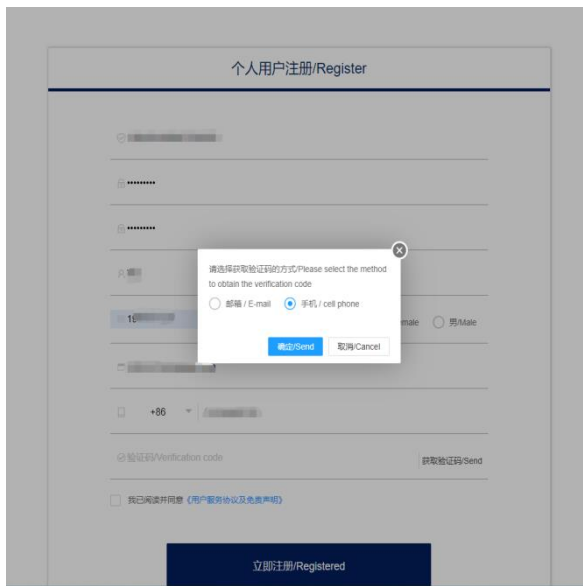 个人用户注册/Register
•••••••••
•••••••••
请选择获取验证码的方式/Please select the method
to obtain the verification code
邮箱 / E-mail
手机 / cell phone
男/Male
确定/Send
取消/Cancel
+86
验证码/Verification code
获取验证码/Send
我已阅读并同意《用户服务协议及免责声明》
立即注册/Registered